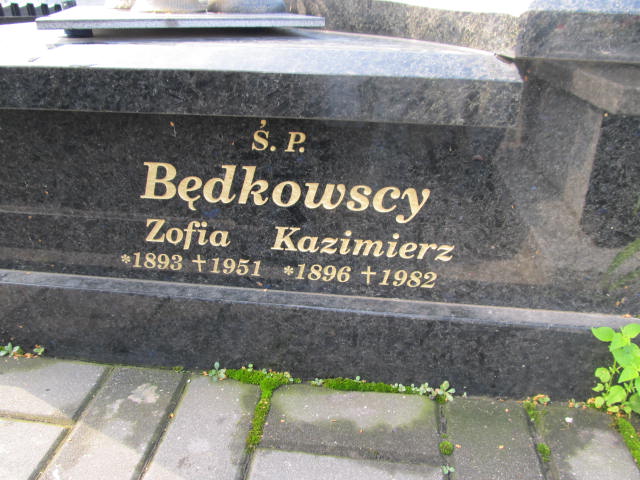 Ś. P.
Będkowscy
Zofia Kazimierz
*1893 †1951 *1896 †1982